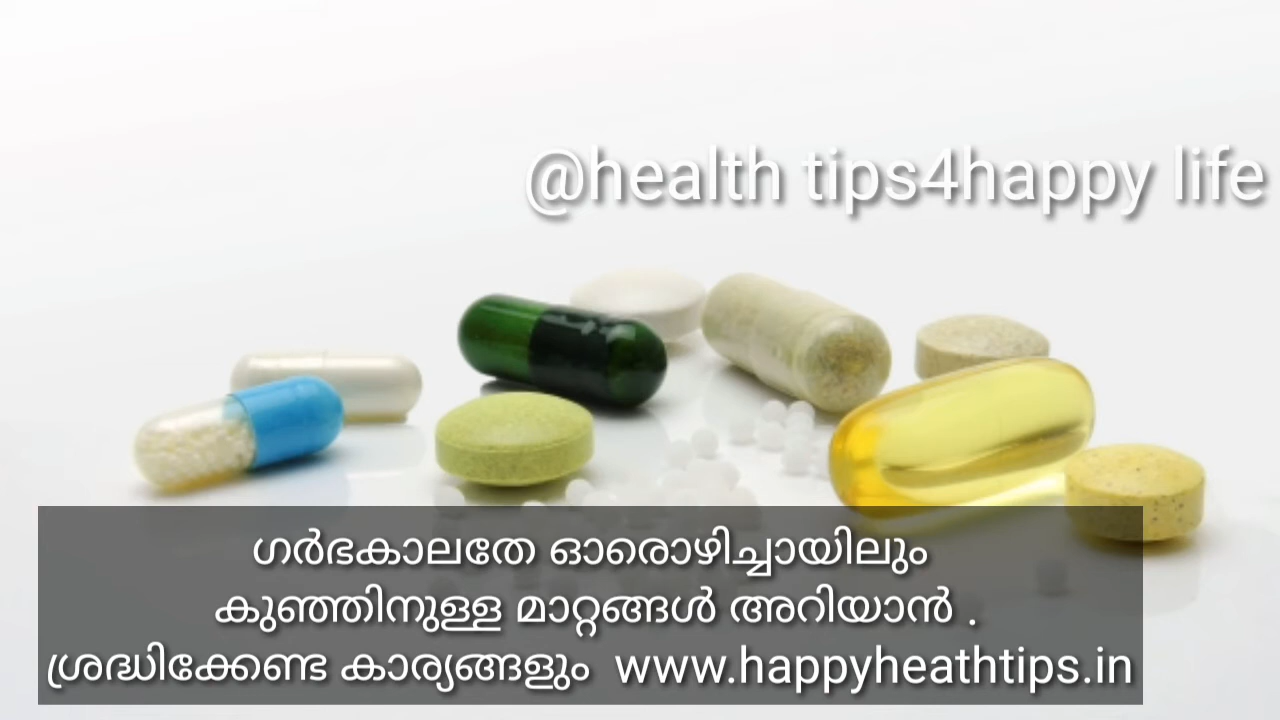 @health tips4happy life
ഗർഭകാലതേ ഓരൊഴിച്ചായിലും
കുഞ്ഞിനുള്ള മാറ്റങ്ങൾ അറിയാൻ .
ശ്രദ്ധിക്കേണ്ട കാര്യങ്ങളും www.happyheathtips.in